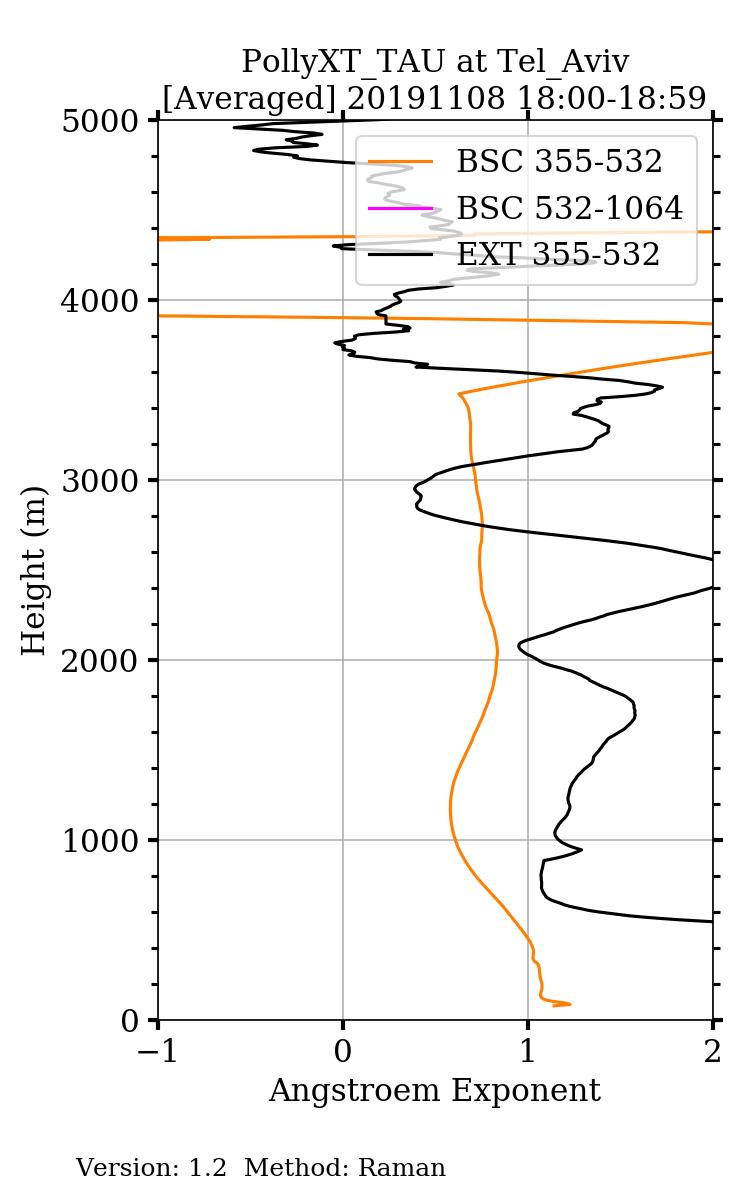 PollyXT_TAU at Tel_Aviv
[Averaged] 20191108 18:00-18:59
5000
BSC 355-532
BSC 532-1064
EXT 355-532
4000
3000
Height (m)
2000
1000
0
−1 0 1 2
Angstroem Exponent
Version: 1.2 Method: Raman